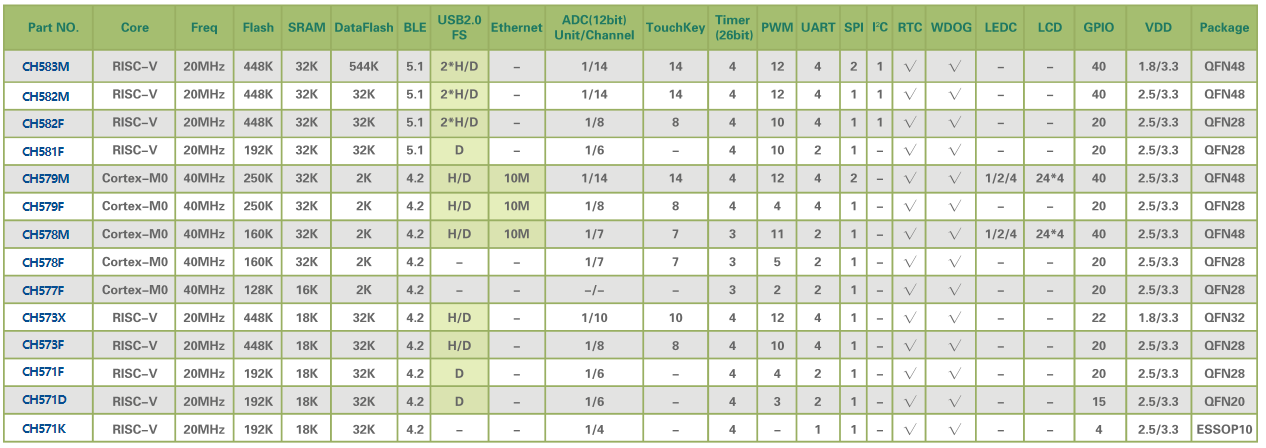 Part NO. Core Freq Flash SRAM DataFlash BLE USB2.0 FS Ethernet ADC(12bit) Unit/Channel TouchKey Timer (26bit) PWM UART SPI I²C RTC WDOG LEDC LCD GPIO VDD Package
CH583M RISC-V 20MHz 448K 32K 544K 5.1 2*H/D – 1/14 14 4 12 4 2 1 √ √ – – 40 1.8/3.3 QFN48
CH582M RISC-V 20MHz 448K 32K 32K 5.1 2*H/D – 1/14 14 4 12 4 1 1 √ √ – – 40 2.5/3.3 QFN48
CH582F RISC-V 20MHz 448K 32K 32K 5.1 2*H/D – 1/8 8 4 10 4 1 1 √ √ – – 20 2.5/3.3 QFN28
CH581F RISC-V 20MHz 192K 32K 32K 5.1 D – 1/6 – 4 10 2 1 – √ √ – – 20 2.5/3.3 QFN28
CH579M Cortex-M0 40MHz 250K 32K 2K 4.2 H/D 10M 1/14 14 4 12 4 2 – √ √ 1/2/4 24*4 40 2.5/3.3 QFN48
CH579F Cortex-M0 40MHz 250K 32K 2K 4.2 H/D 10M 1/8 8 4 4 4 1 – √ √ – – 20 2.5/3.3 QFN28
CH578M Cortex-M0 40MHz 160K 32K 2K 4.2 H/D 10M 1/7 7 3 11 2 1 – √ √ 1/2/4 24*4 40 2.5/3.3 QFN48
CH578F Cortex-M0 40MHz 160K 32K 2K 4.2 – – 1/7 7 3 5 2 1 – √ √ – – 20 2.5/3.3 QFN28
CH577F Cortex-M0 40MHz 128K 16K 2K 4.2 – – –/– – 3 2 2 1 – √ √ – – 20 2.5/3.3 QFN28
CH573X RISC-V 20MHz 448K 18K 32K 4.2 H/D – 1/10 10 4 12 4 1 – √ √ – – 22 1.8/3.3 QFN32
CH573F RISC-V 20MHz 448K 18K 32K 4.2 H/D – 1/8 8 4 10 4 1 – √ √ – – 20 2.5/3.3 QFN28
CH571F RISC-V 20MHz 192K 18K 32K 4.2 D – 1/6 – 4 4 2 1 – √ √ – – 20 2.5/3.3 QFN28
CH571D RISC-V 20MHz 192K 18K 32K 4.2 D – 1/6 – 4 3 2 1 – √ √ – – 15 2.5/3.3 QFN20
CH571K RISC-V 20MHz 192K 18K 32K 4.2 – – 1/4 – 4 – 1 1 – √ √ – – 4 2.5/3.3 ESSOP10